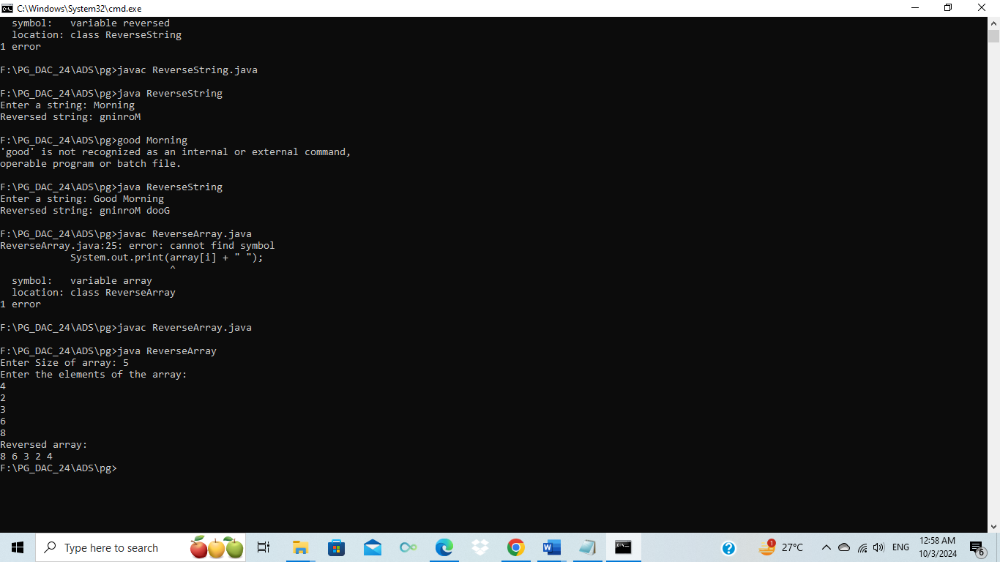 C:\Windows\System32\cmd.exe
  symbol:   variable reversed
  location: class ReverseString
1 error

F:\PG_DAC_24\ADS\pg>javac ReverseString.java

F:\PG_DAC_24\ADS\pg>java ReverseString
Enter a string: Morning
Reversed string: gninroM

F:\PG_DAC_24\ADS\pg>good Morning
'good' is not recognized as an internal or external command,
operable program or batch file.

F:\PG_DAC_24\ADS\pg>java ReverseString
Enter a string: Good Morning
Reversed string: gninroM dooG

F:\PG_DAC_24\ADS\pg>javac ReverseArray.java
ReverseArray.java:25: error: cannot find symbol
            System.out.print(array[i] + " ");
                             ^
  symbol:   variable array
  location: class ReverseArray
1 error

F:\PG_DAC_24\ADS\pg>javac ReverseArray.java

F:\PG_DAC_24\ADS\pg>java ReverseArray
Enter Size of array: 5
Enter the elements of the array:
4
2
3
6
8
Reversed array:
8 6 3 2 4
F:\PG_DAC_24\ADS\pg>
Type here to search
1
27°C
ENG
12:58 AM
10/3/2024
6